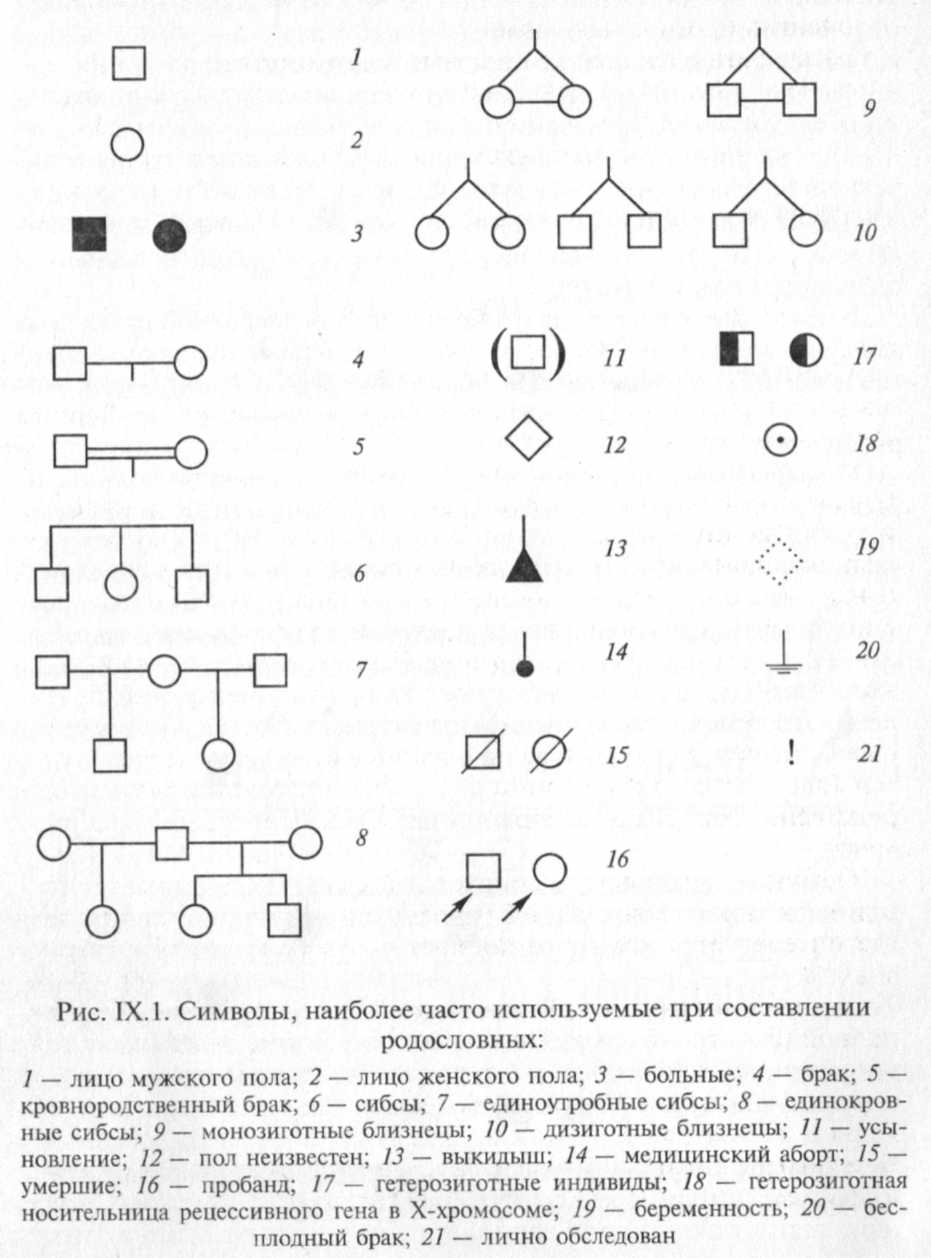 1
2
3
4
5
6
7
8
9
10
11
12
13
14
15
16
17
18
19
20
!
21
Рис. IX.1. Символы, наиболее часто используемые при составлении
родословных:
1 — лицо мужского пола; 2 — лицо женского пола; 3 — больные; 4 — брак; 5 —
кровнородственный брак; 6 — сибсы; 7 — единоутробные сибсы; 8 — единокров-
ные сибсы; 9 — монозиготные близнецы; 10 — дизиготные близнецы; 11 — усы-
новление; 12 — пол неизвестен; 13 — выкидыш; 14 — медицинский аборт; 15 —
умершие; 16 — пробанд; 17 — гетерозиготные индивиды; 18 — гетерозиготная
носительница рецессивного гена в Х-хромосоме; 19 — беременность; 20 — бес-
плодный брак; 21 — лично обследован